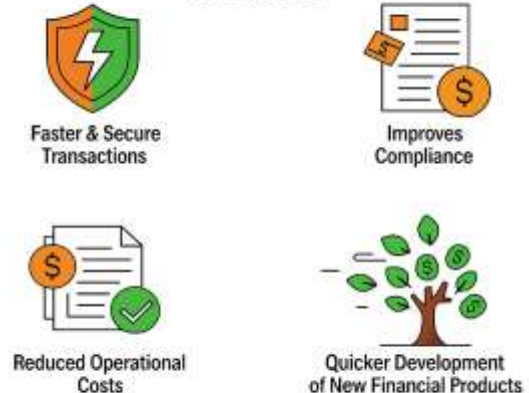 Faster & Secure
Transactions
Improves
Compliance
Reduced Operational
Costs
Quicker Development
of New Financial Products